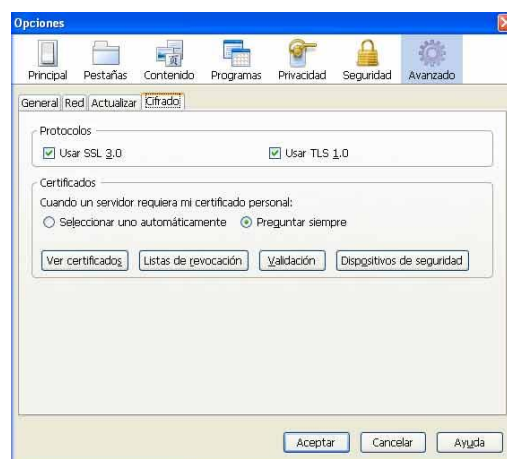 Opciones
Principal Pestañas Contenido Programas Privacidad Seguridad Avanzado
General Red Actualizar Cifrado
Protocolos
Usar SSL 3.0 Usar TLS 1.0
Certificados
Cuando un servidor requiera mi certificado personal:
Seleccionar uno automáticamente Preguntar siempre
Ver certificados Listas de revocación Validación Dispositivos de seguridad
Aceptar Cancelar Ayuda